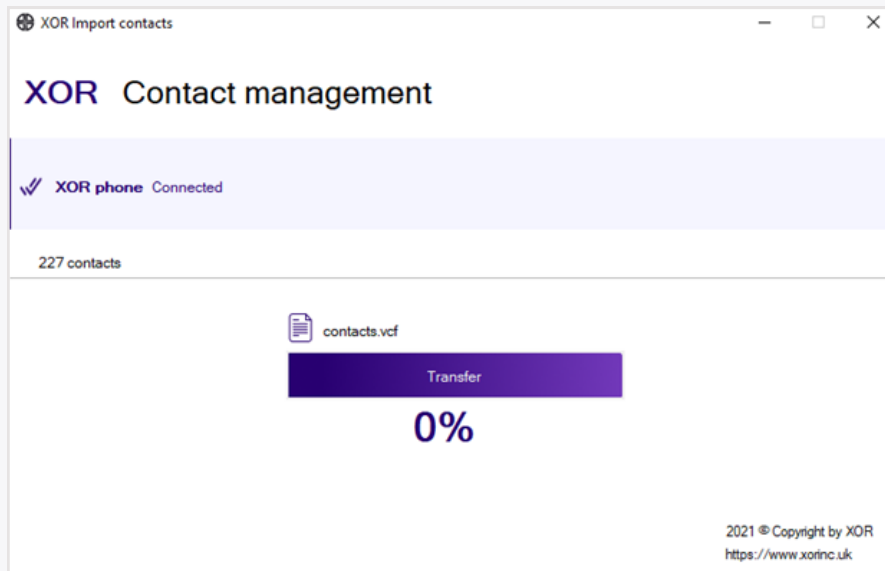 XOR Import contacts
XOR Contact management
XOR phone Connected
227 contacts
contacts.vcf
Transfer
0%
2021 © Copyright by XOR
https://www.xorinc.uk